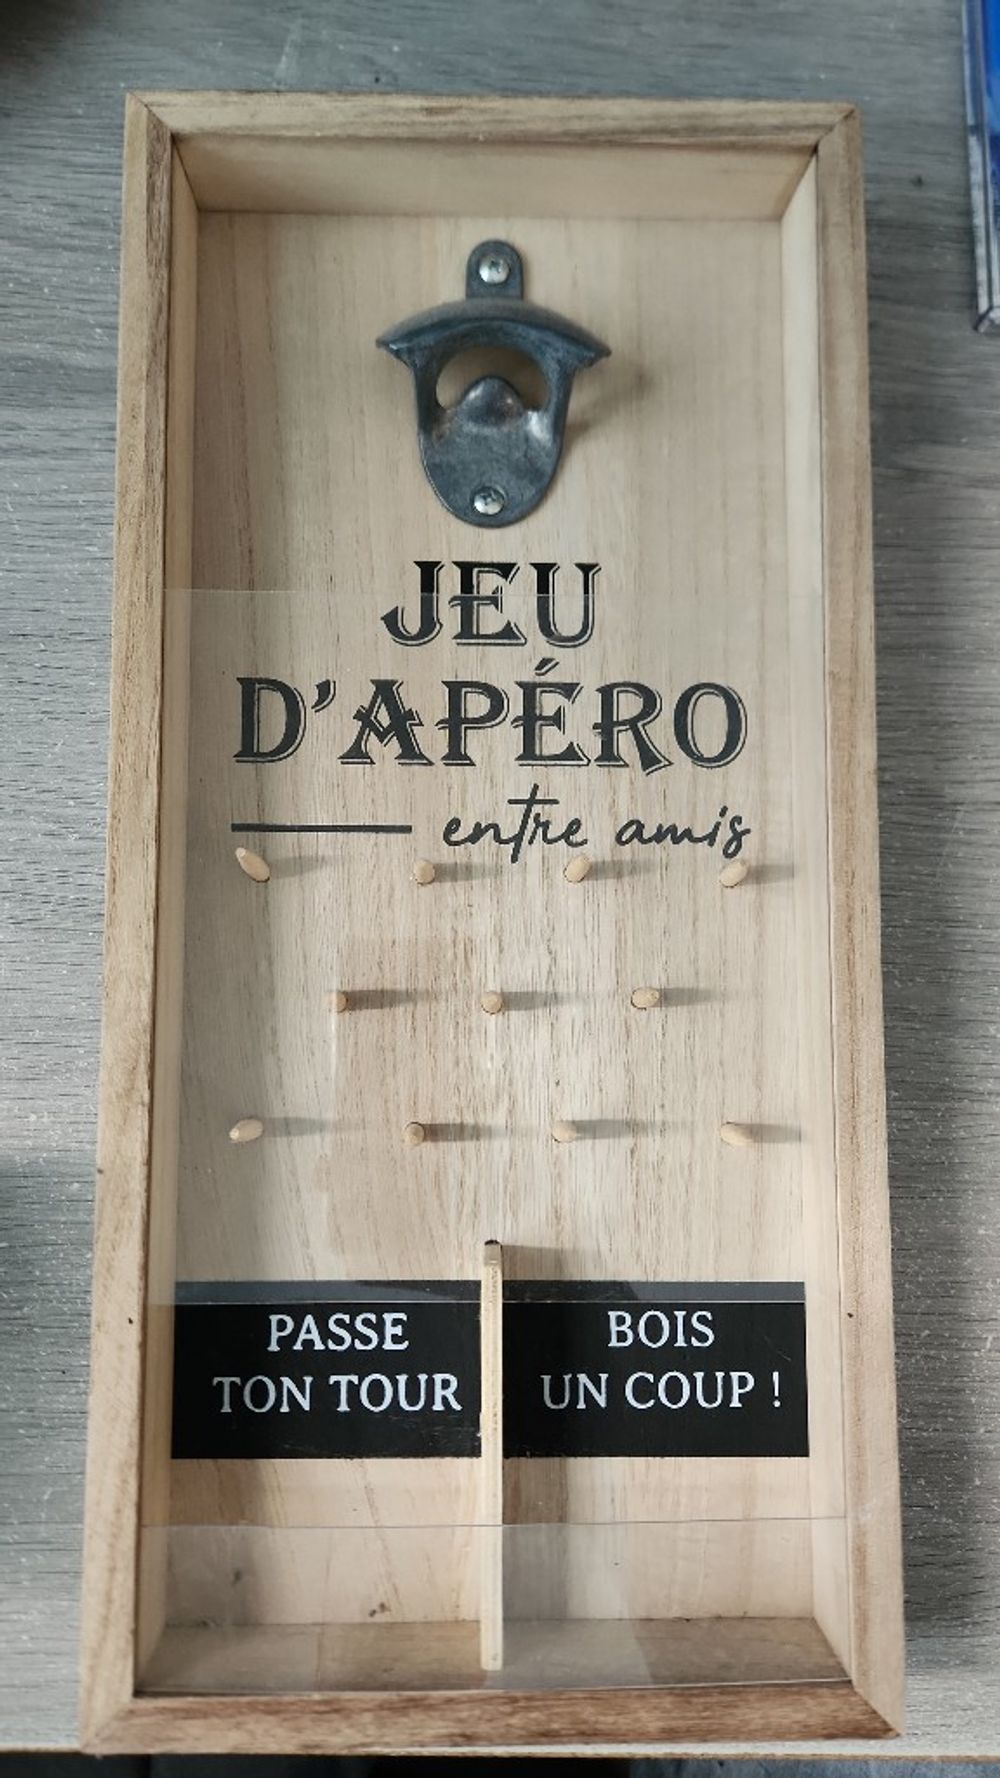 JEU
D'APÉRO
entre amis
PASSE
TON TOUR
BOIS
UN COUP !